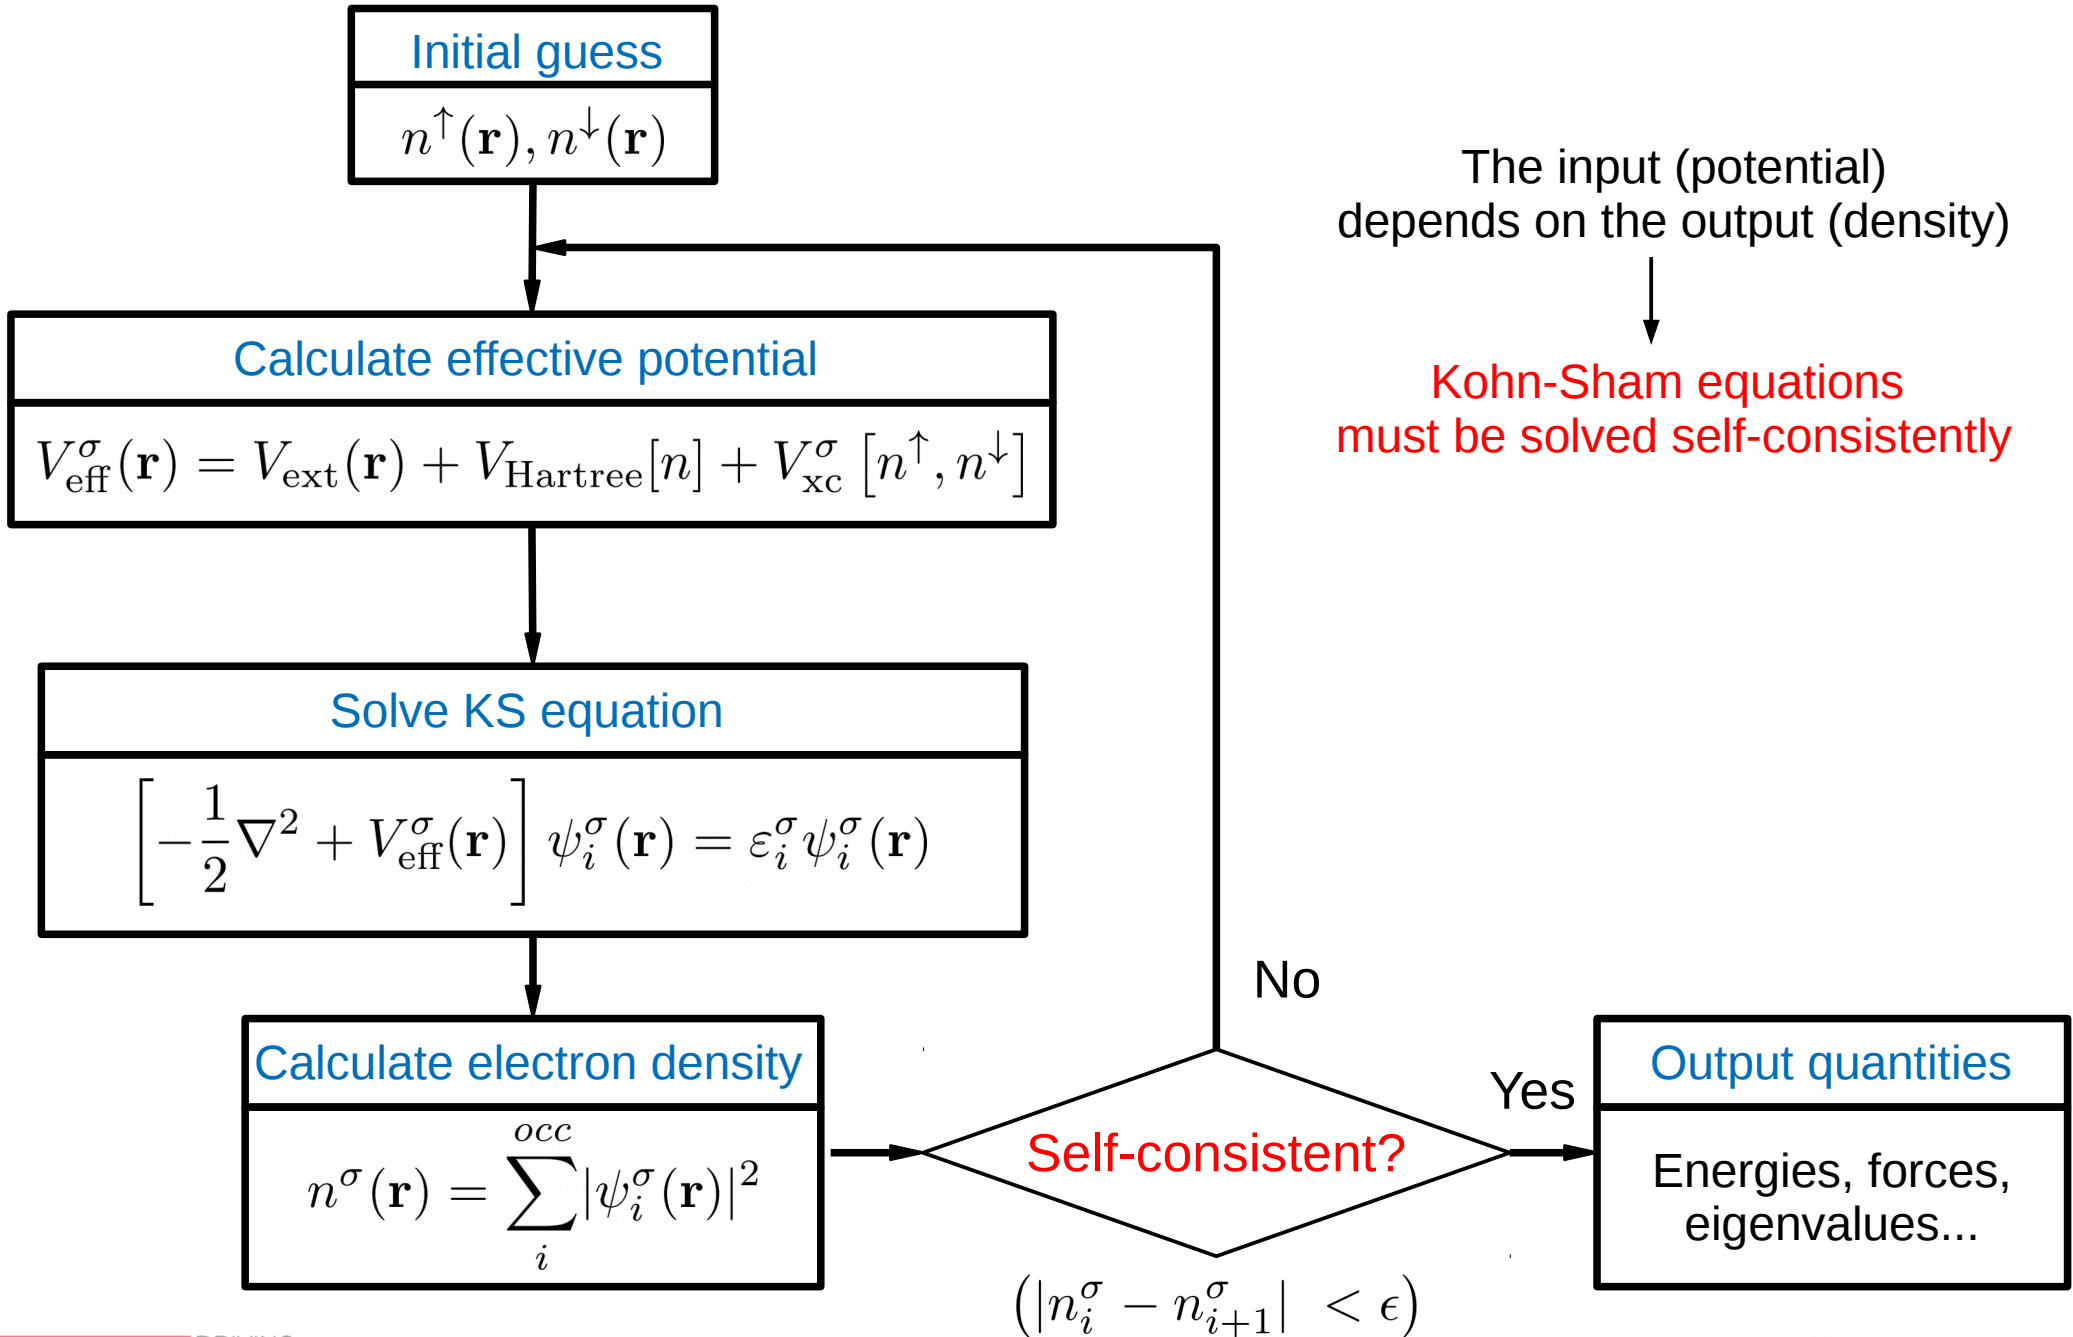 Initial guess
n↑(r), n↓(r)
The input (potential)
depends on the output (density)
Kohn-Sham equations
must be solved self-consistently
Calculate effective potential
V^σ_eff(r) = V_ext(r) + V_Hartree[n] + V^σ_xc [n↑, n↓]
Solve KS equation
[−1/2 ∇² + V^σ_eff(r)] ψ^σ_i(r) = ε^σ_i ψ^σ_i(r)
Calculate electron density
n^σ(r) = ∑_i^occ |ψ^σ_i(r)|²
No
Self-consistent?
(|n^σ_i − n^σ_{i+1}| < ϵ)
Yes
Output quantities
Energies, forces,
eigenvalues...